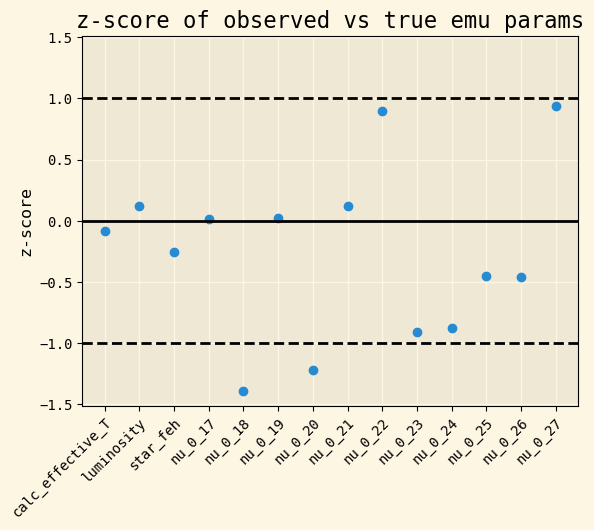 z-score of observed vs true emu params
1.5
1.0
0.5
0.0
−0.5
−1.0
−1.5
z-score
calc_effective_T
luminosity
star_feh
nu_0_17
nu_0_18
nu_0_19
nu_0_20
nu_0_21
nu_0_22
nu_0_23
nu_0_24
nu_0_25
nu_0_26
nu_0_27